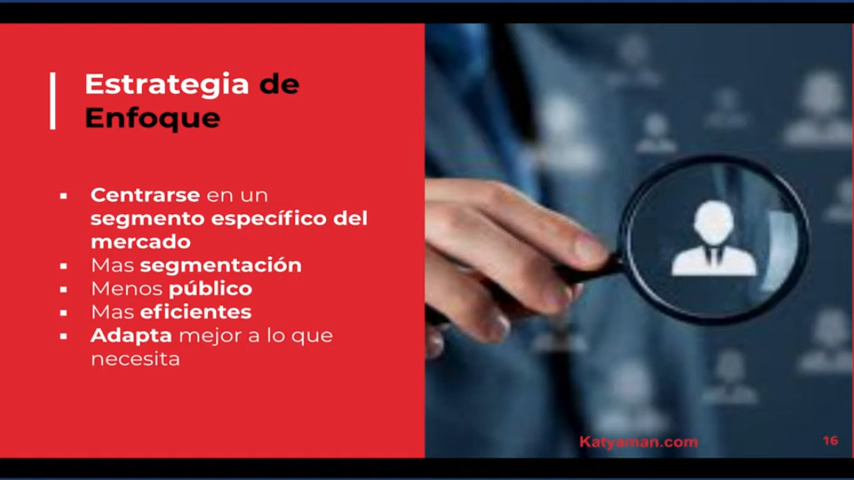 Estrategia de
Enfoque
▪ Centrarse en un
segmento específico del
mercado
▪ Mas segmentación
▪ Menos público
▪ Mas eficientes
▪ Adapta mejor a lo que
necesita
Katyaman.com
16